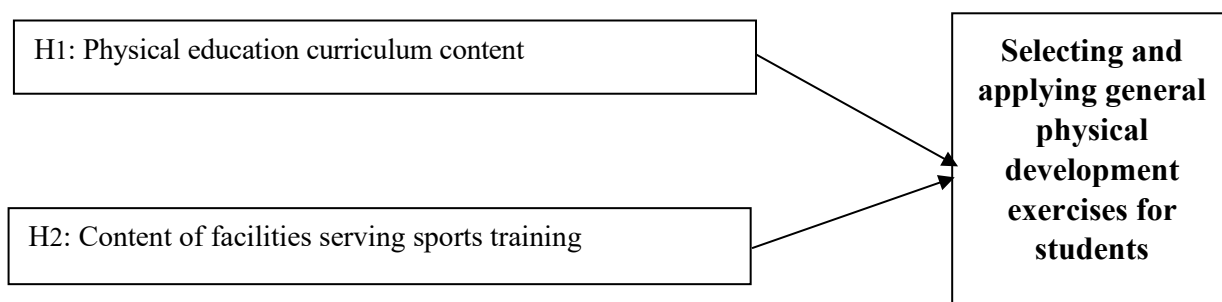 H1: Physical education curriculum content
H2: Content of facilities serving sports training
Selecting and
applying general
physical
development
exercises for
students